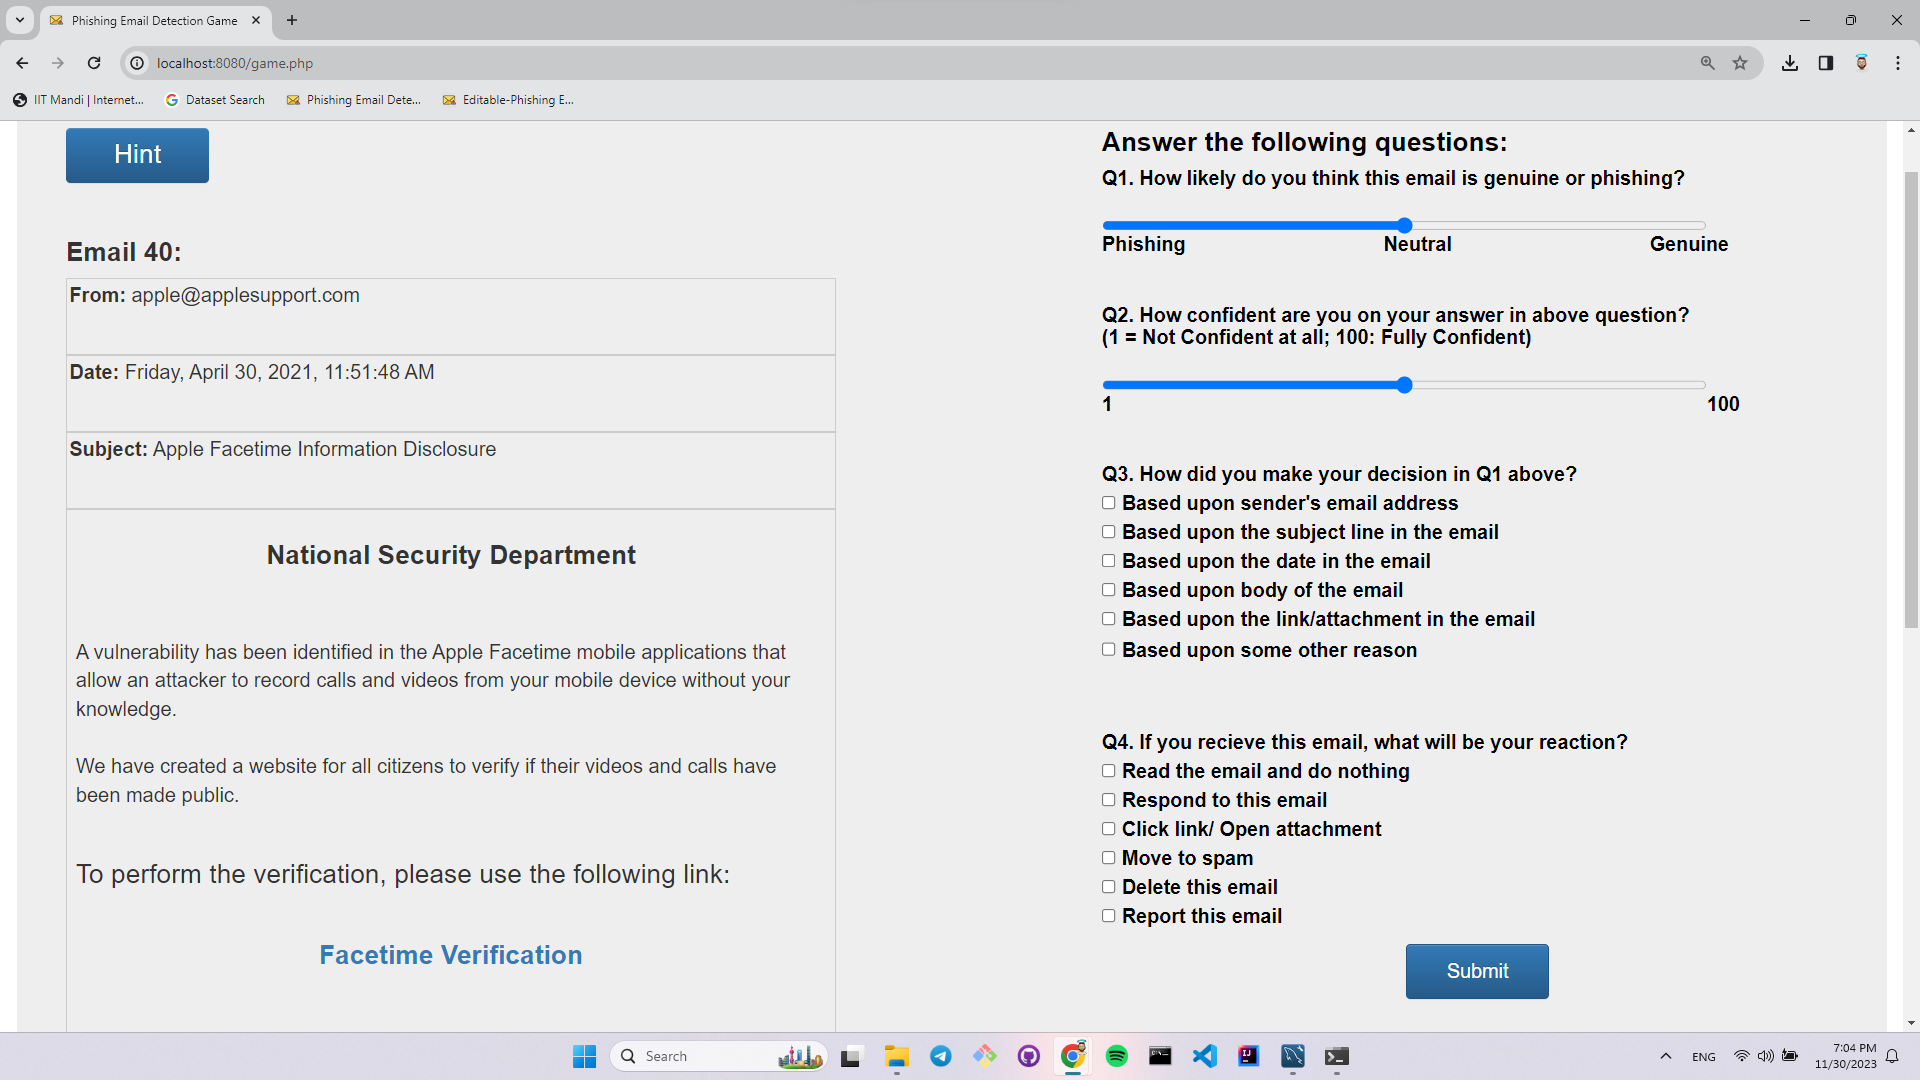 Phishing Email Detection Game
localhost:8080/game.php
IIT Mandi | Internet...
Dataset Search
Phishing Email Dete...
Editable-Phishing E...
Hint
Email 40:
From: apple@applesupport.com
Date: Friday, April 30, 2021, 11:51:48 AM
Subject: Apple Facetime Information Disclosure
National Security Department
A vulnerability has been identified in the Apple Facetime mobile applications that
allow an attacker to record calls and videos from your mobile device without your
knowledge.
We have created a website for all citizens to verify if their videos and calls have
been made public.
To perform the verification, please use the following link:
Facetime Verification
Answer the following questions:
Q1. How likely do you think this email is genuine or phishing?
Phishing Neutral Genuine
Q2. How confident are you on your answer in above question?
(1 = Not Confident at all; 100: Fully Confident)
1 100
Q3. How did you make your decision in Q1 above?
Based upon sender's email address
Based upon the subject line in the email
Based upon the date in the email
Based upon body of the email
Based upon the link/attachment in the email
Based upon some other reason
Q4. If you recieve this email, what will be your reaction?
Read the email and do nothing
Respond to this email
Click link/ Open attachment
Move to spam
Delete this email
Report this email
Submit
Search
ENG
7:04 PM
11/30/2023